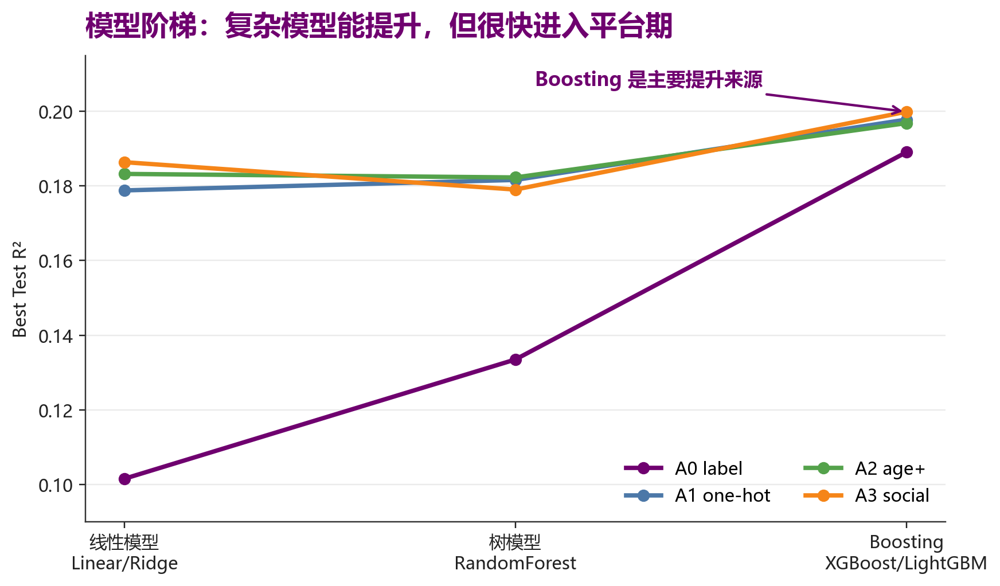 模型阶梯：复杂模型能提升，但很快进入平台期
Boosting 是主要提升来源
Best Test R²
0.20
0.18
0.16
0.14
0.12
0.10
A0 label
A1 one-hot
A2 age+
A3 social
线性模型
Linear/Ridge
树模型
RandomForest
Boosting
XGBoost/LightGBM